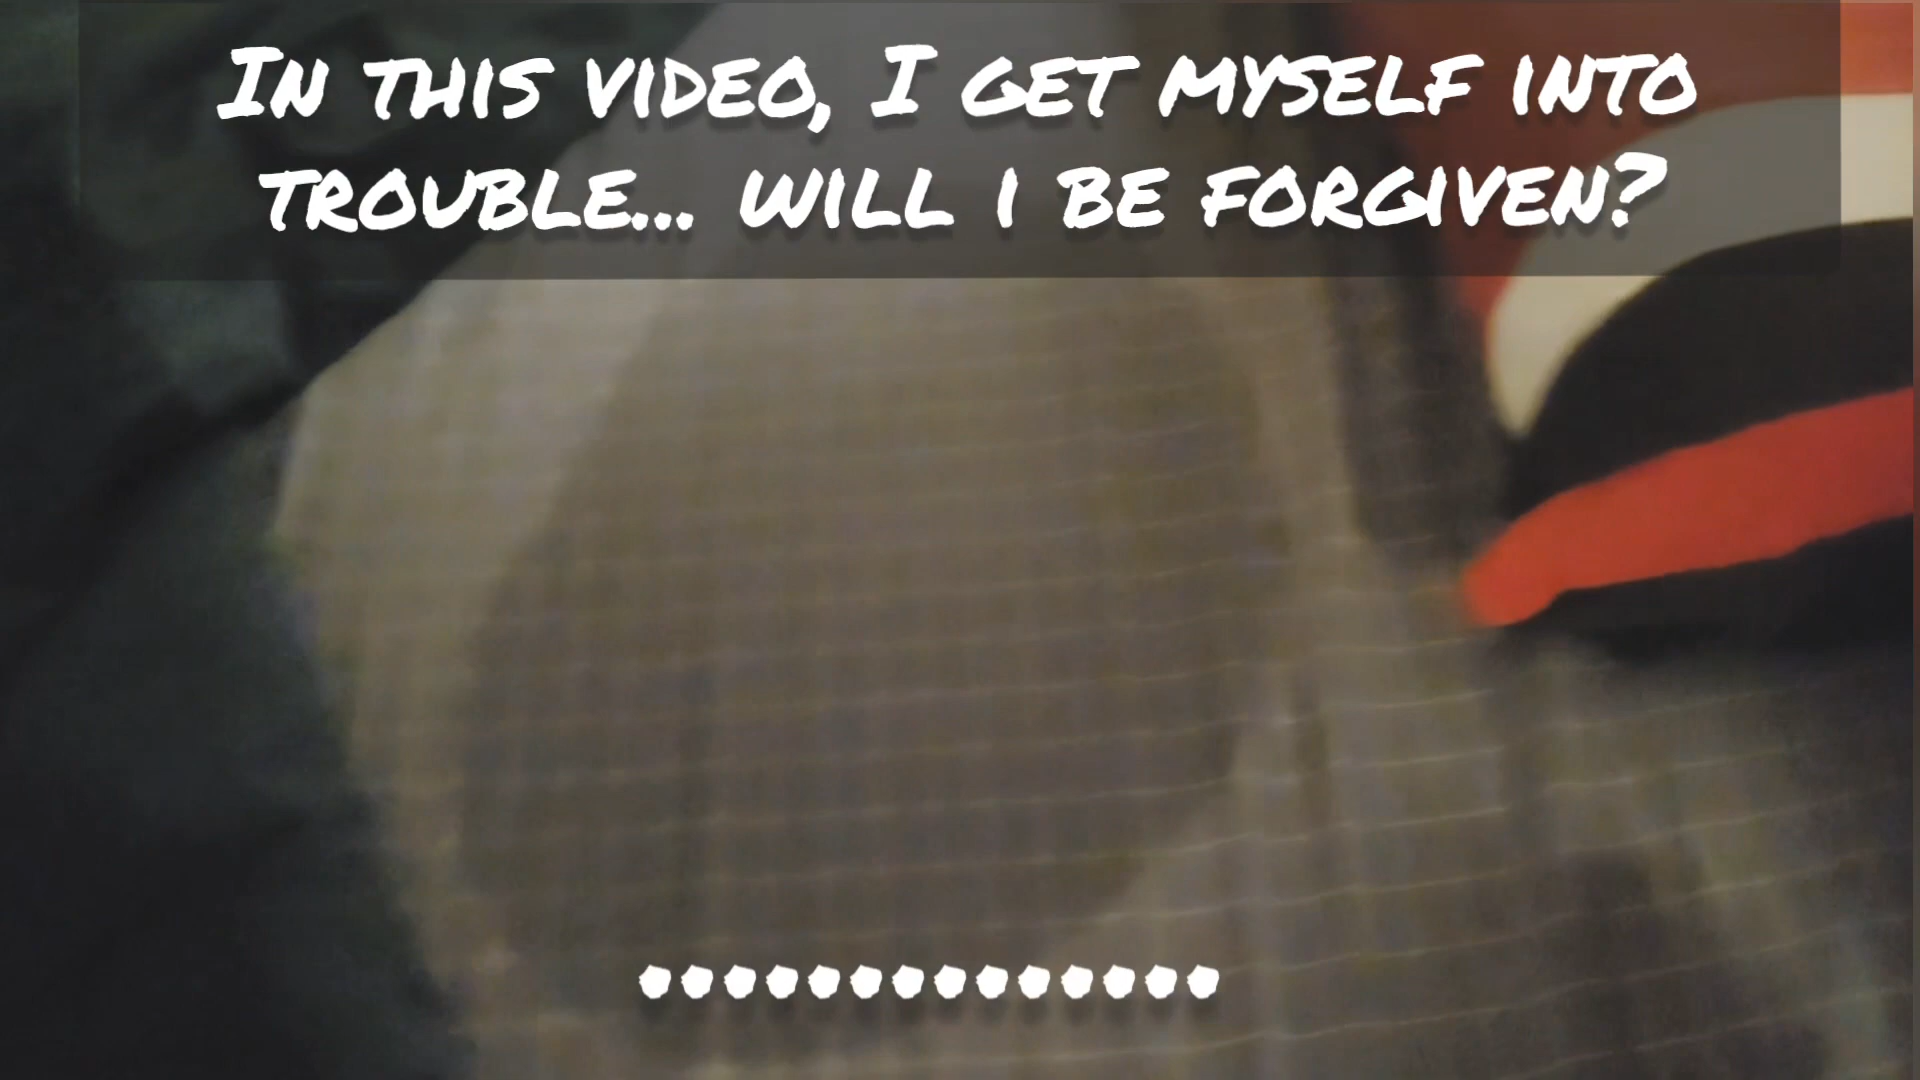 In this video, I get myself into
trouble... will i be forgiven?
..............